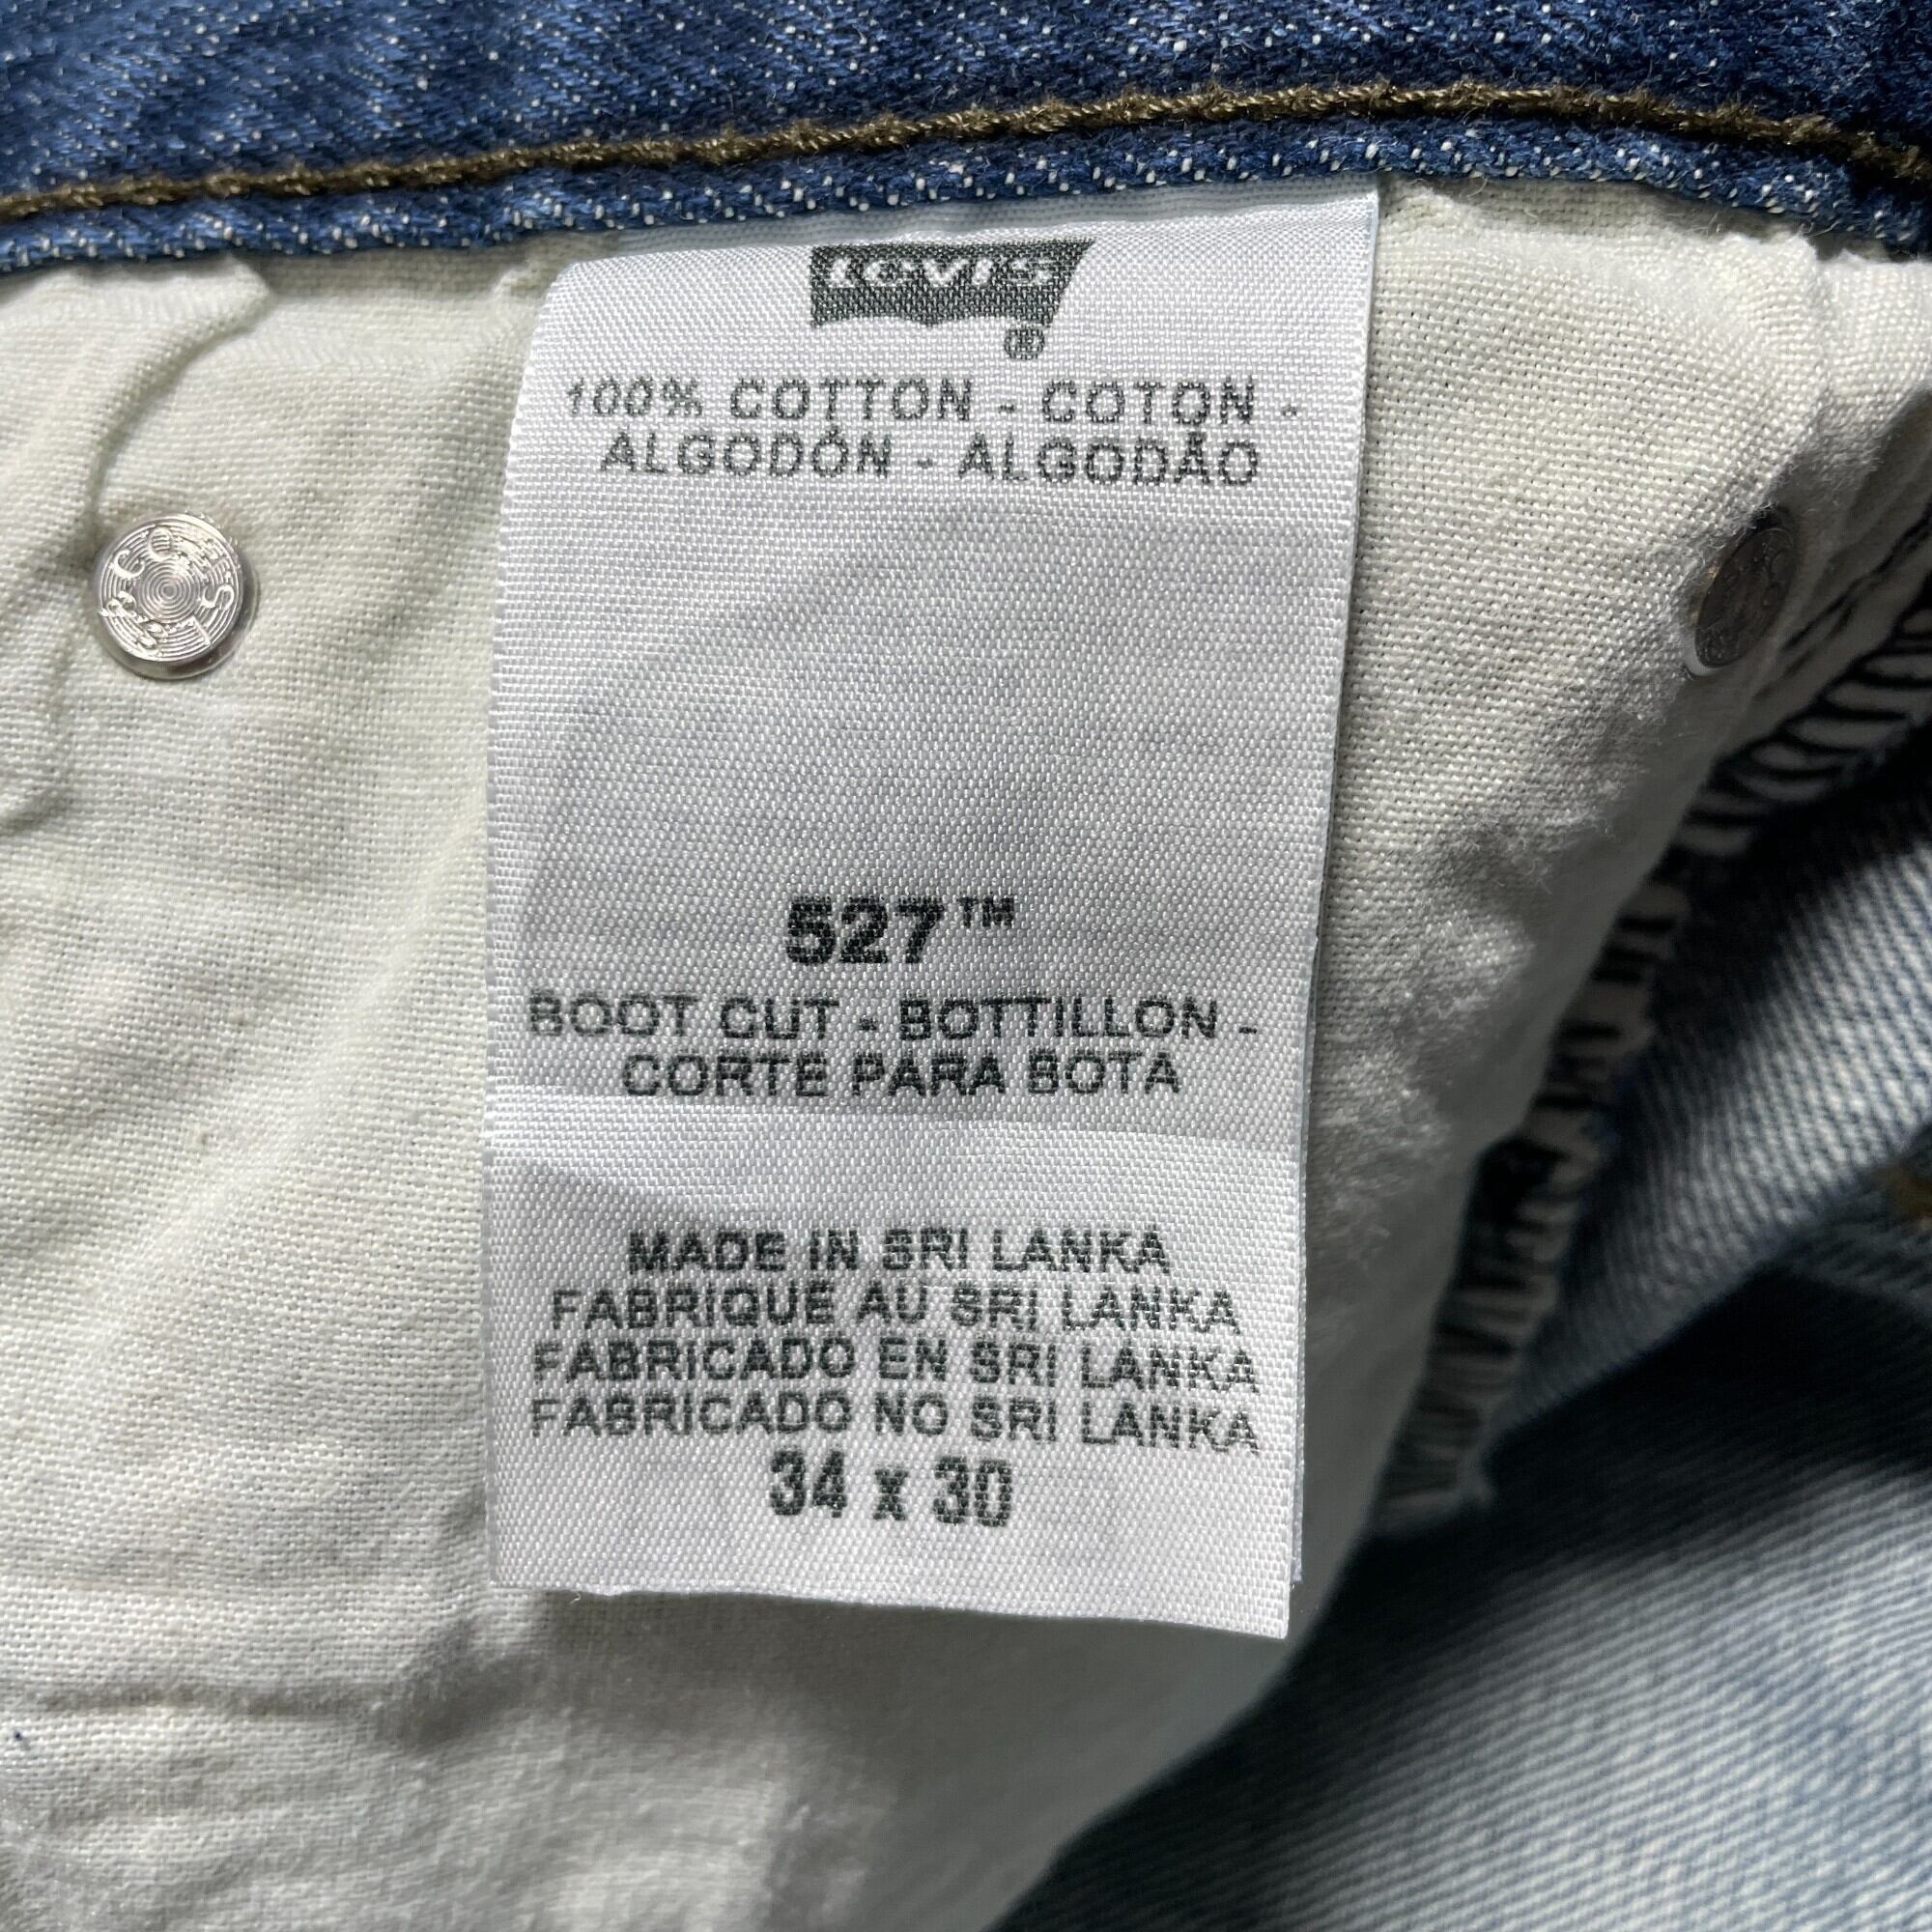 LEVI'S
®
100% COTTON - COTON -
ALGODÓN - ALGODÃO
527™
BOOT CUT - BOTTILLON -
CORTE PARA BOTA
MADE IN SRI LANKA
FABRIQUÉ AU SRI LANKA
FABRICADO EN SRI LANKA
FABRICADO NO SRI LANKA
34 x 30